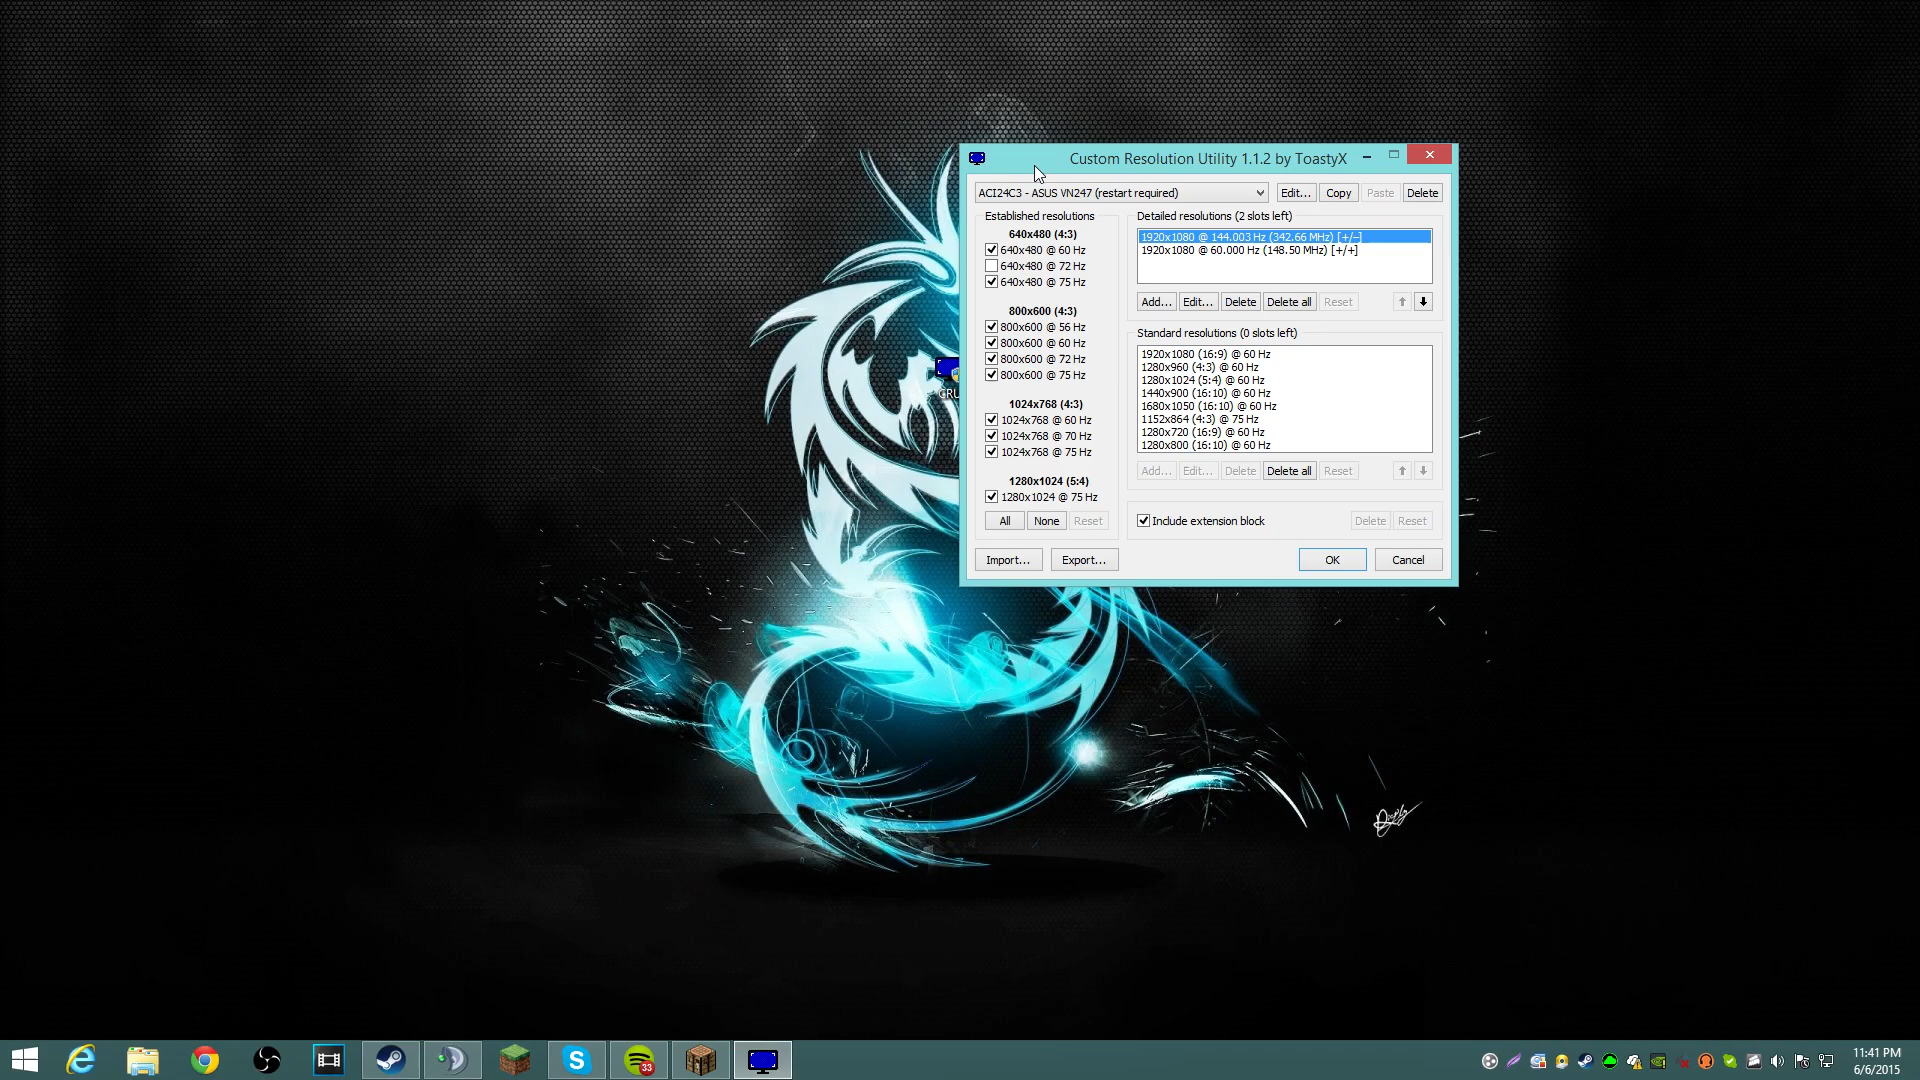 Custom Resolution Utility 1.1.2 by ToastyX
ACI24C3 - ASUS VN247 (restart required)
Edit... Copy Paste Delete
Established resolutions
640x480 (4:3)
640x480 @ 60 Hz
640x480 @ 72 Hz
640x480 @ 75 Hz
800x600 (4:3)
800x600 @ 56 Hz
800x600 @ 60 Hz
800x600 @ 72 Hz
800x600 @ 75 Hz
1024x768 (4:3)
1024x768 @ 60 Hz
1024x768 @ 70 Hz
1024x768 @ 75 Hz
1280x1024 (5:4)
1280x1024 @ 75 Hz
All None Reset
Detailed resolutions (2 slots left)
1920x1080 @ 144.003 Hz (342.66 MHz) [+/-]
1920x1080 @ 60.000 Hz (148.50 MHz) [+/+]
Add... Edit... Delete Delete all Reset
Standard resolutions (0 slots left)
1920x1080 (16:9) @ 60 Hz
1280x960 (4:3) @ 60 Hz
1280x1024 (5:4) @ 60 Hz
1440x900 (16:10) @ 60 Hz
1680x1050 (16:10) @ 60 Hz
1152x864 (4:3) @ 75 Hz
1280x720 (16:9) @ 60 Hz
1280x800 (16:10) @ 60 Hz
Add... Edit... Delete Delete all Reset
Include extension block
Delete Reset
Import... Export...
OK Cancel
CRU
33
11:41 PM
6/6/2015